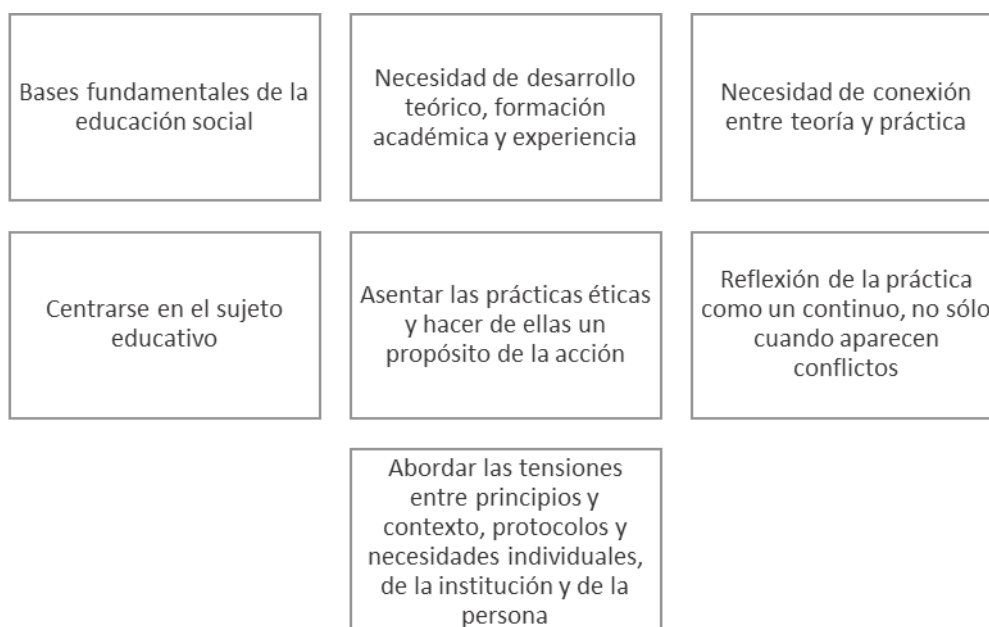 Bases fundamentales de la
educación social
Necesidad de desarrollo
teórico, formación
académica y experiencia
Necesidad de conexión
entre teoría y práctica
Centrarse en el sujeto
educativo
Asentar las prácticas éticas
y hacer de ellas un
propósito de la acción
Reflexión de la práctica
como un continuo, no sólo
cuando aparecen
conflictos
Abordar las tensiones
entre principios y
contexto, protocolos y
necesidades individuales,
de la institución y de la
persona